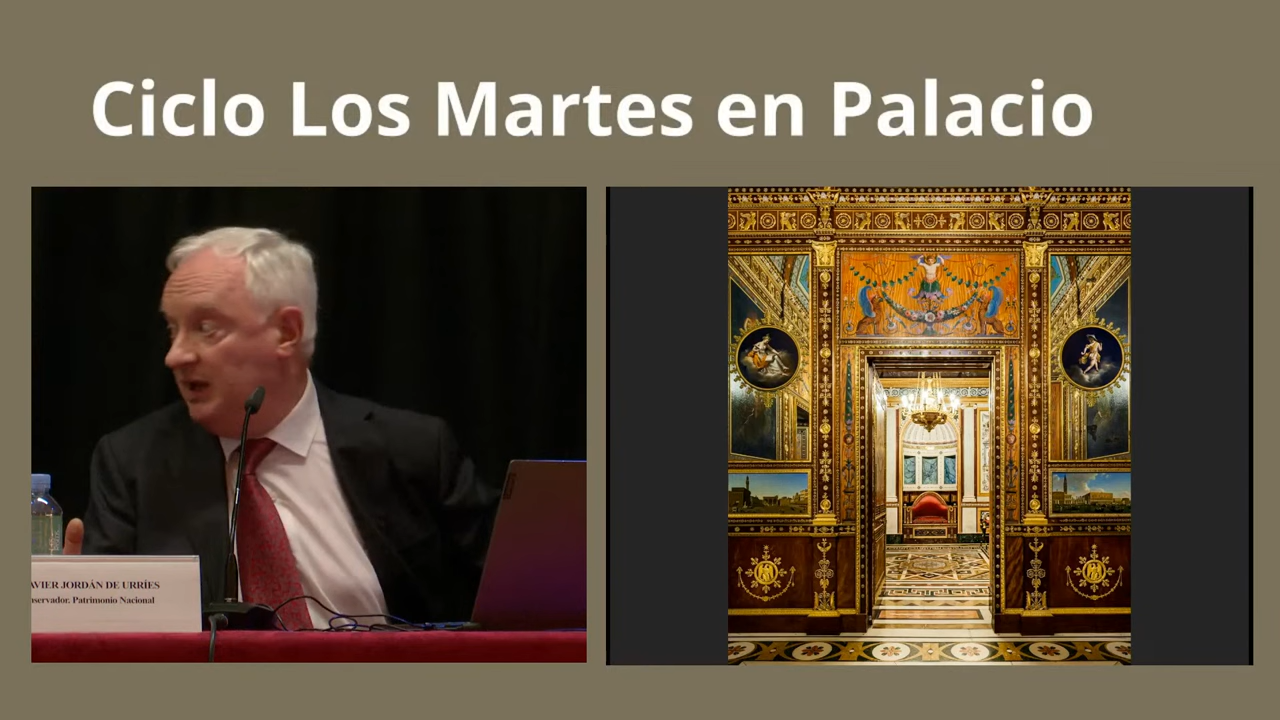 Ciclo Los Martes en Palacio
AVIER JORDÁN DE URRÍES
nservador. Patrimonio Nacional